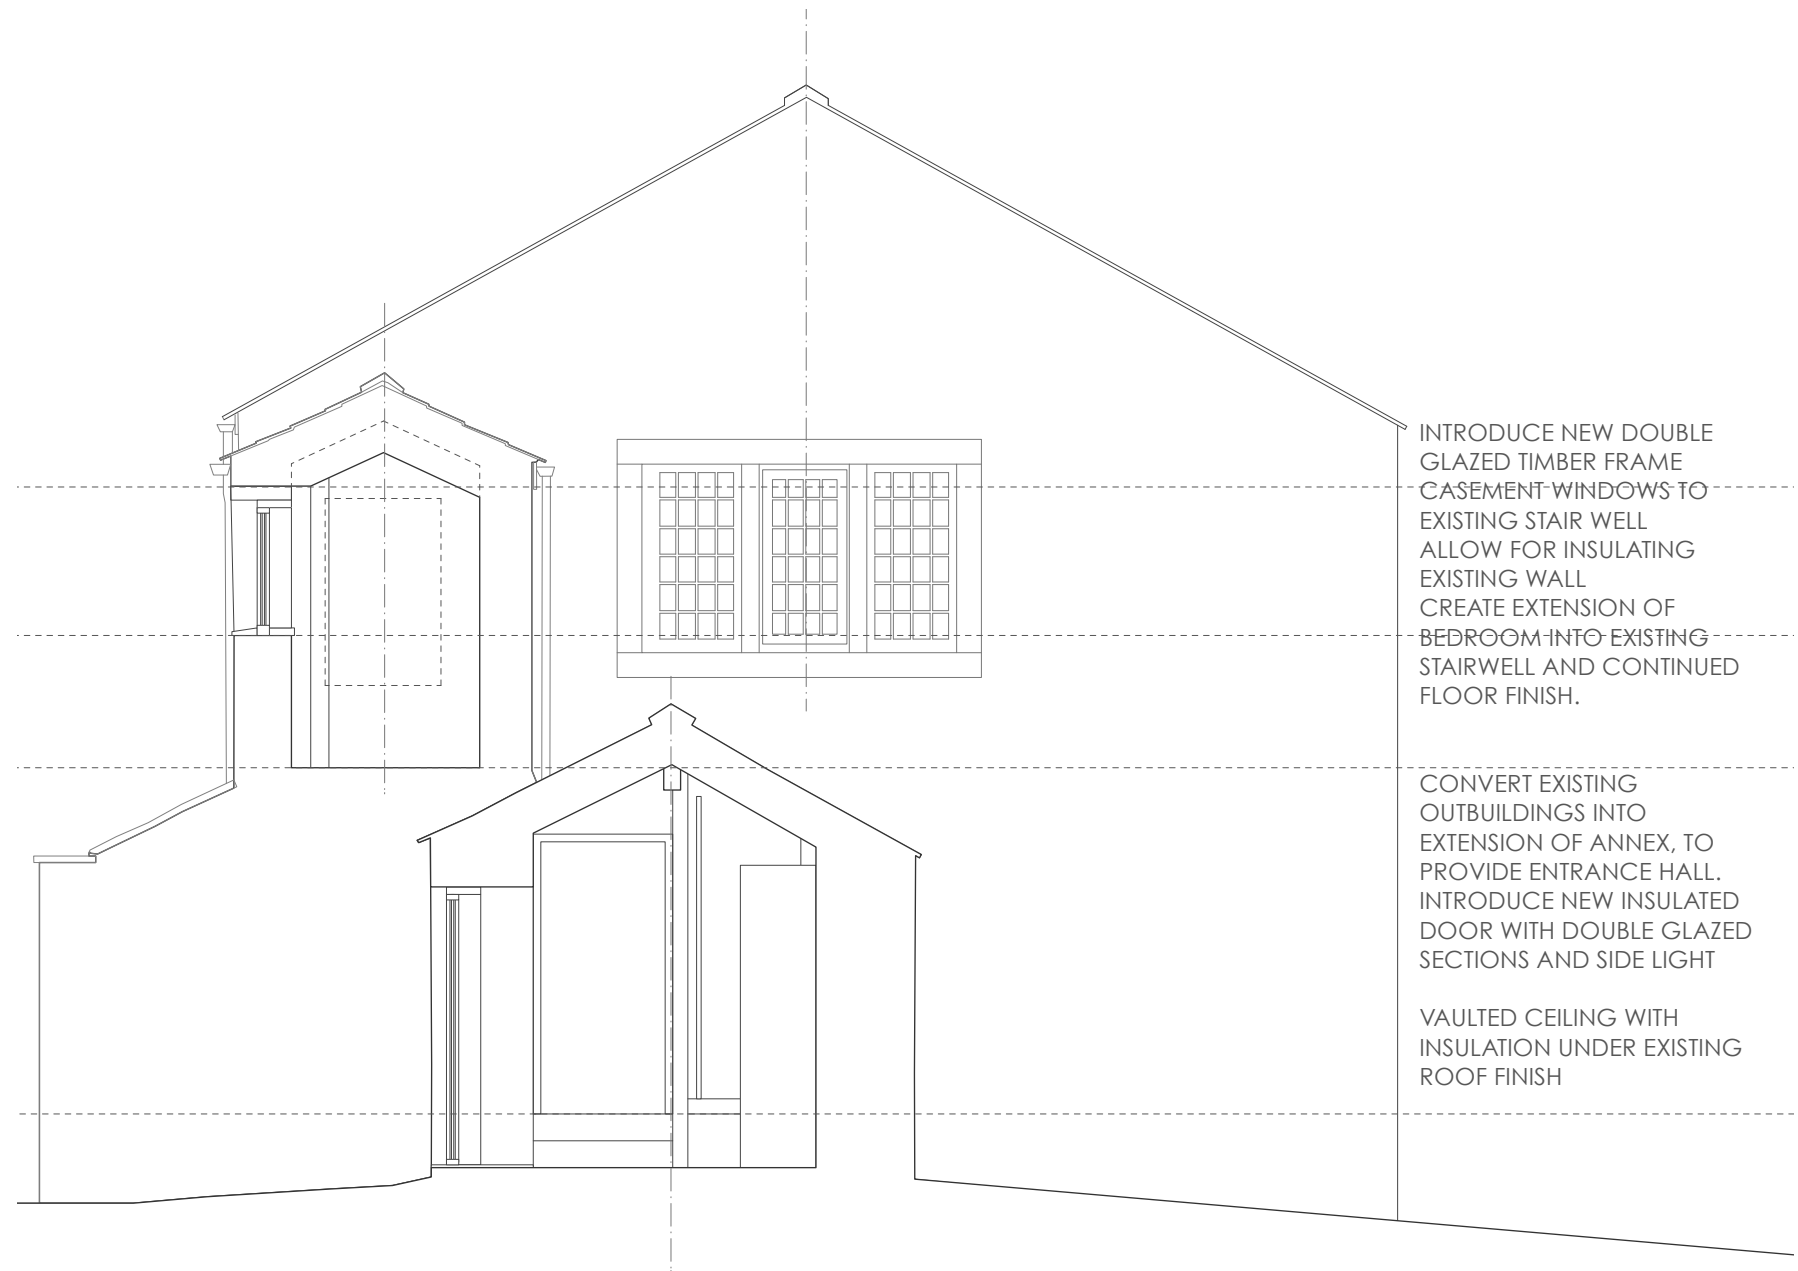 INTRODUCE NEW DOUBLE
GLAZED TIMBER FRAME
CASEMENT WINDOWS TO
EXISTING STAIR WELL
ALLOW FOR INSULATING
EXISTING WALL
CREATE EXTENSION OF
BEDROOM INTO EXISTING
STAIRWELL AND CONTINUED
FLOOR FINISH.
CONVERT EXISTING
OUTBUILDINGS INTO
EXTENSION OF ANNEX, TO
PROVIDE ENTRANCE HALL.
INTRODUCE NEW INSULATED
DOOR WITH DOUBLE GLAZED
SECTIONS AND SIDE LIGHT
VAULTED CEILING WITH
INSULATION UNDER EXISTING
ROOF FINISH